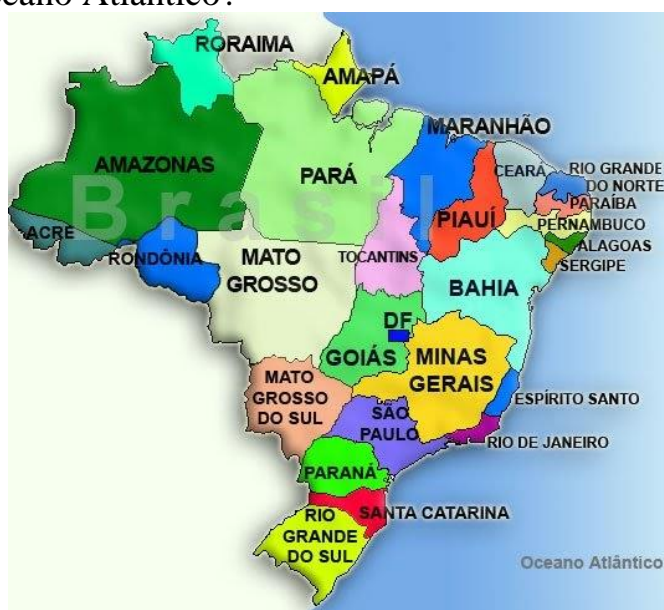 ceano Atlântico?
RORAIMA
AMAPÁ
MARANHÃO
CEARÁ
RIO GRANDE
DO NORTE
AMAZONAS
PARÁ
PARAÍBA
Brasil
PIAUÍ
PERNAMBUCO
ACRE
RONDÔNIA
MATO
GROSSO
TOCANTINS
ALAGOAS
SERGIPE
BAHIA
DF
GOIÁS
MINAS
GERAIS
MATO
GROSSO
DO SUL
SÃO
PAULO
ESPÍRITO SANTO
RIO DE JANEIRO
PARANÁ
SANTA CATARINA
RIO
GRANDE
DO SUL
Oceano Atlântico